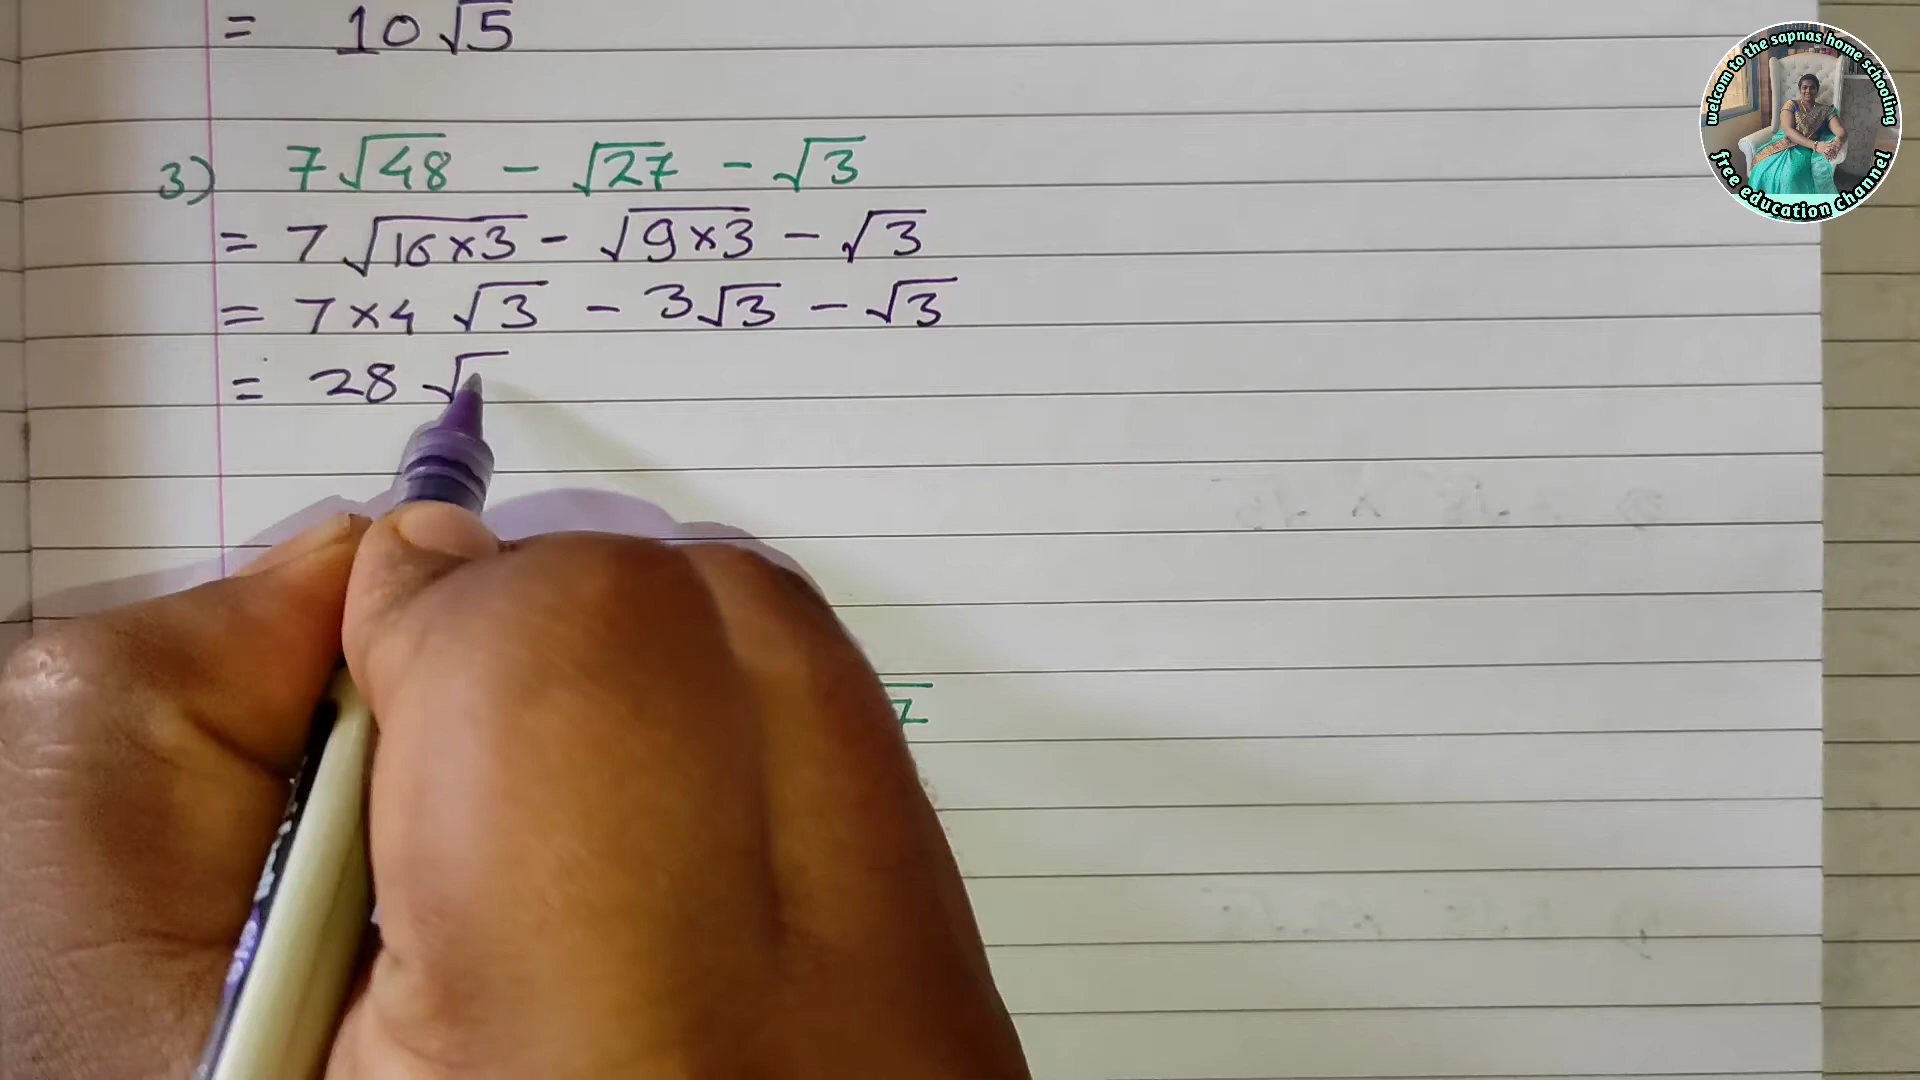 = 10√5
3) 7√48 - √27 - √3
= 7√16×3 - √9×3 - √3
= 7×4 √3 - 3√3 - √3
= 28 √
welcom to the sapnas home schooling
free education channel